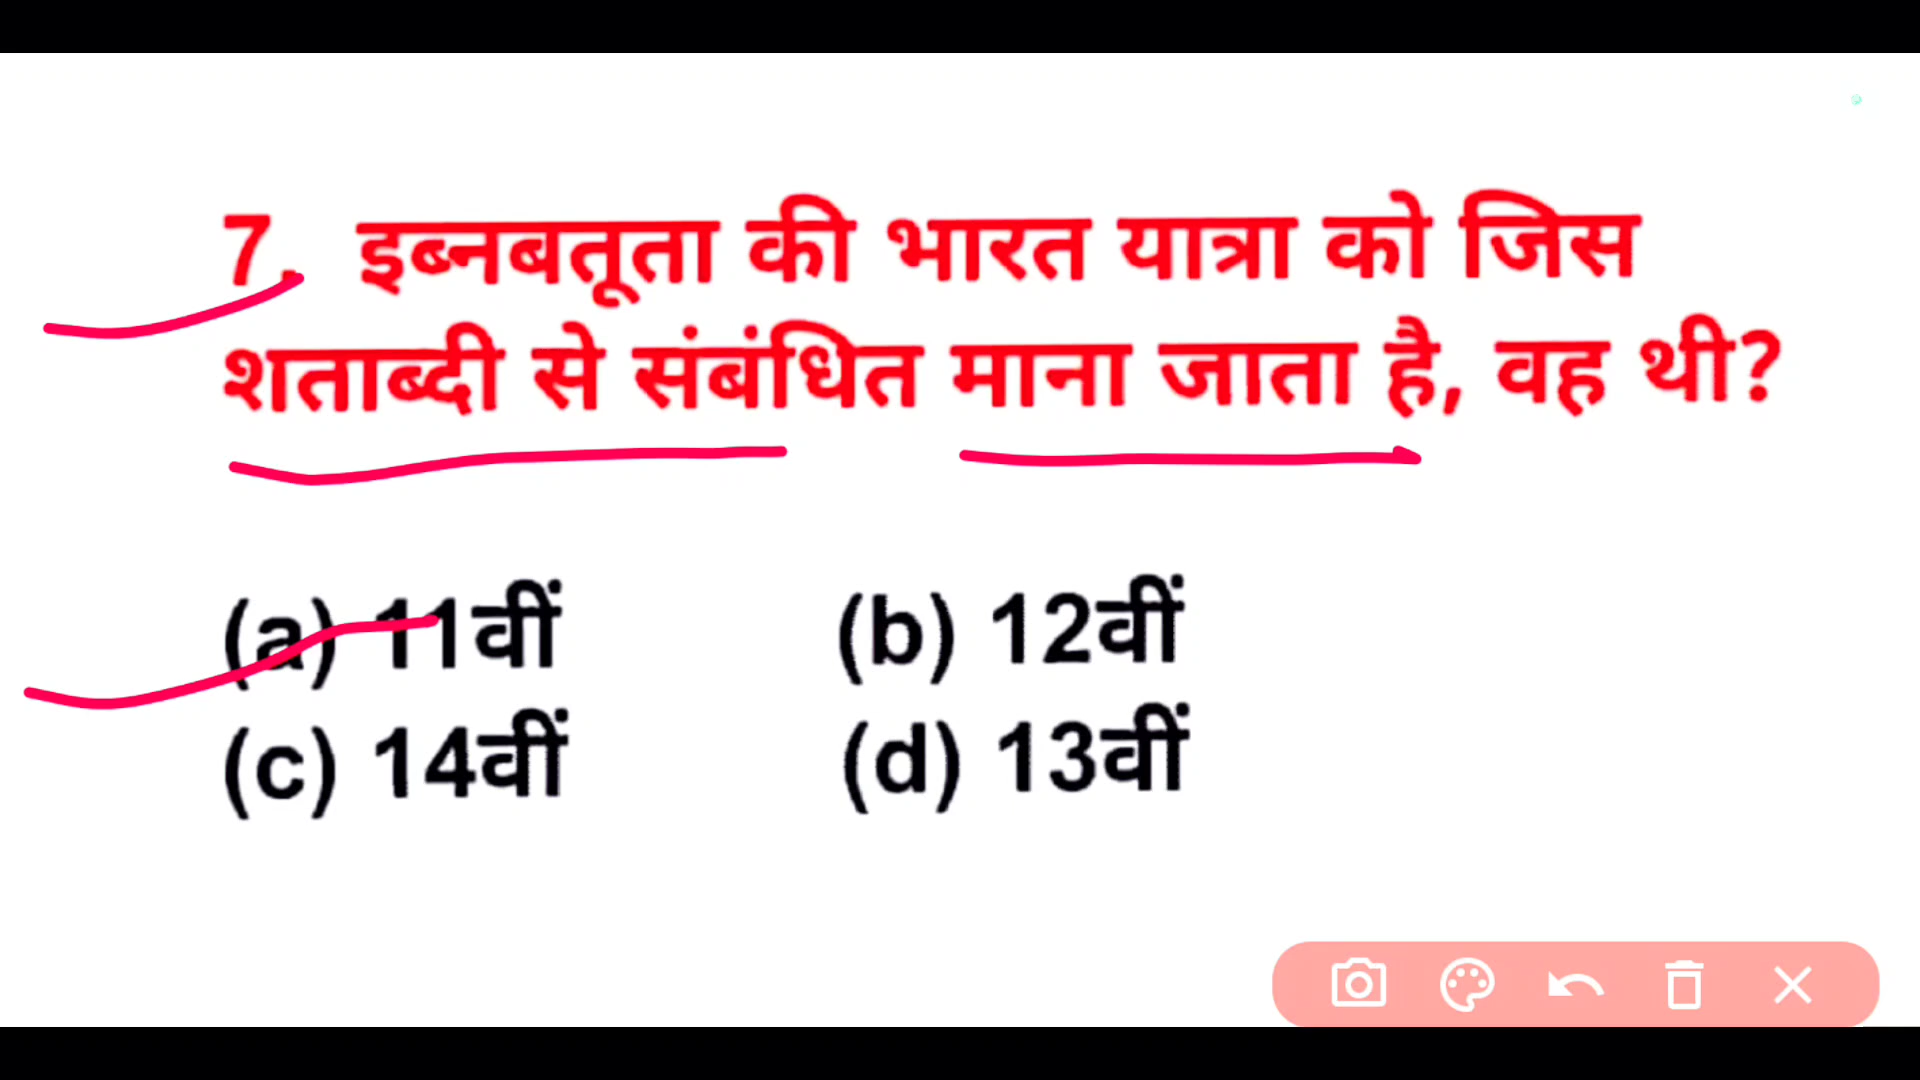 7. इब्नबतूता की भारत यात्रा को जिस
शताब्दी से संबंधित माना जाता है, वह थी?
(a) 11वीं (b) 12वीं
(c) 14वीं (d) 13वीं